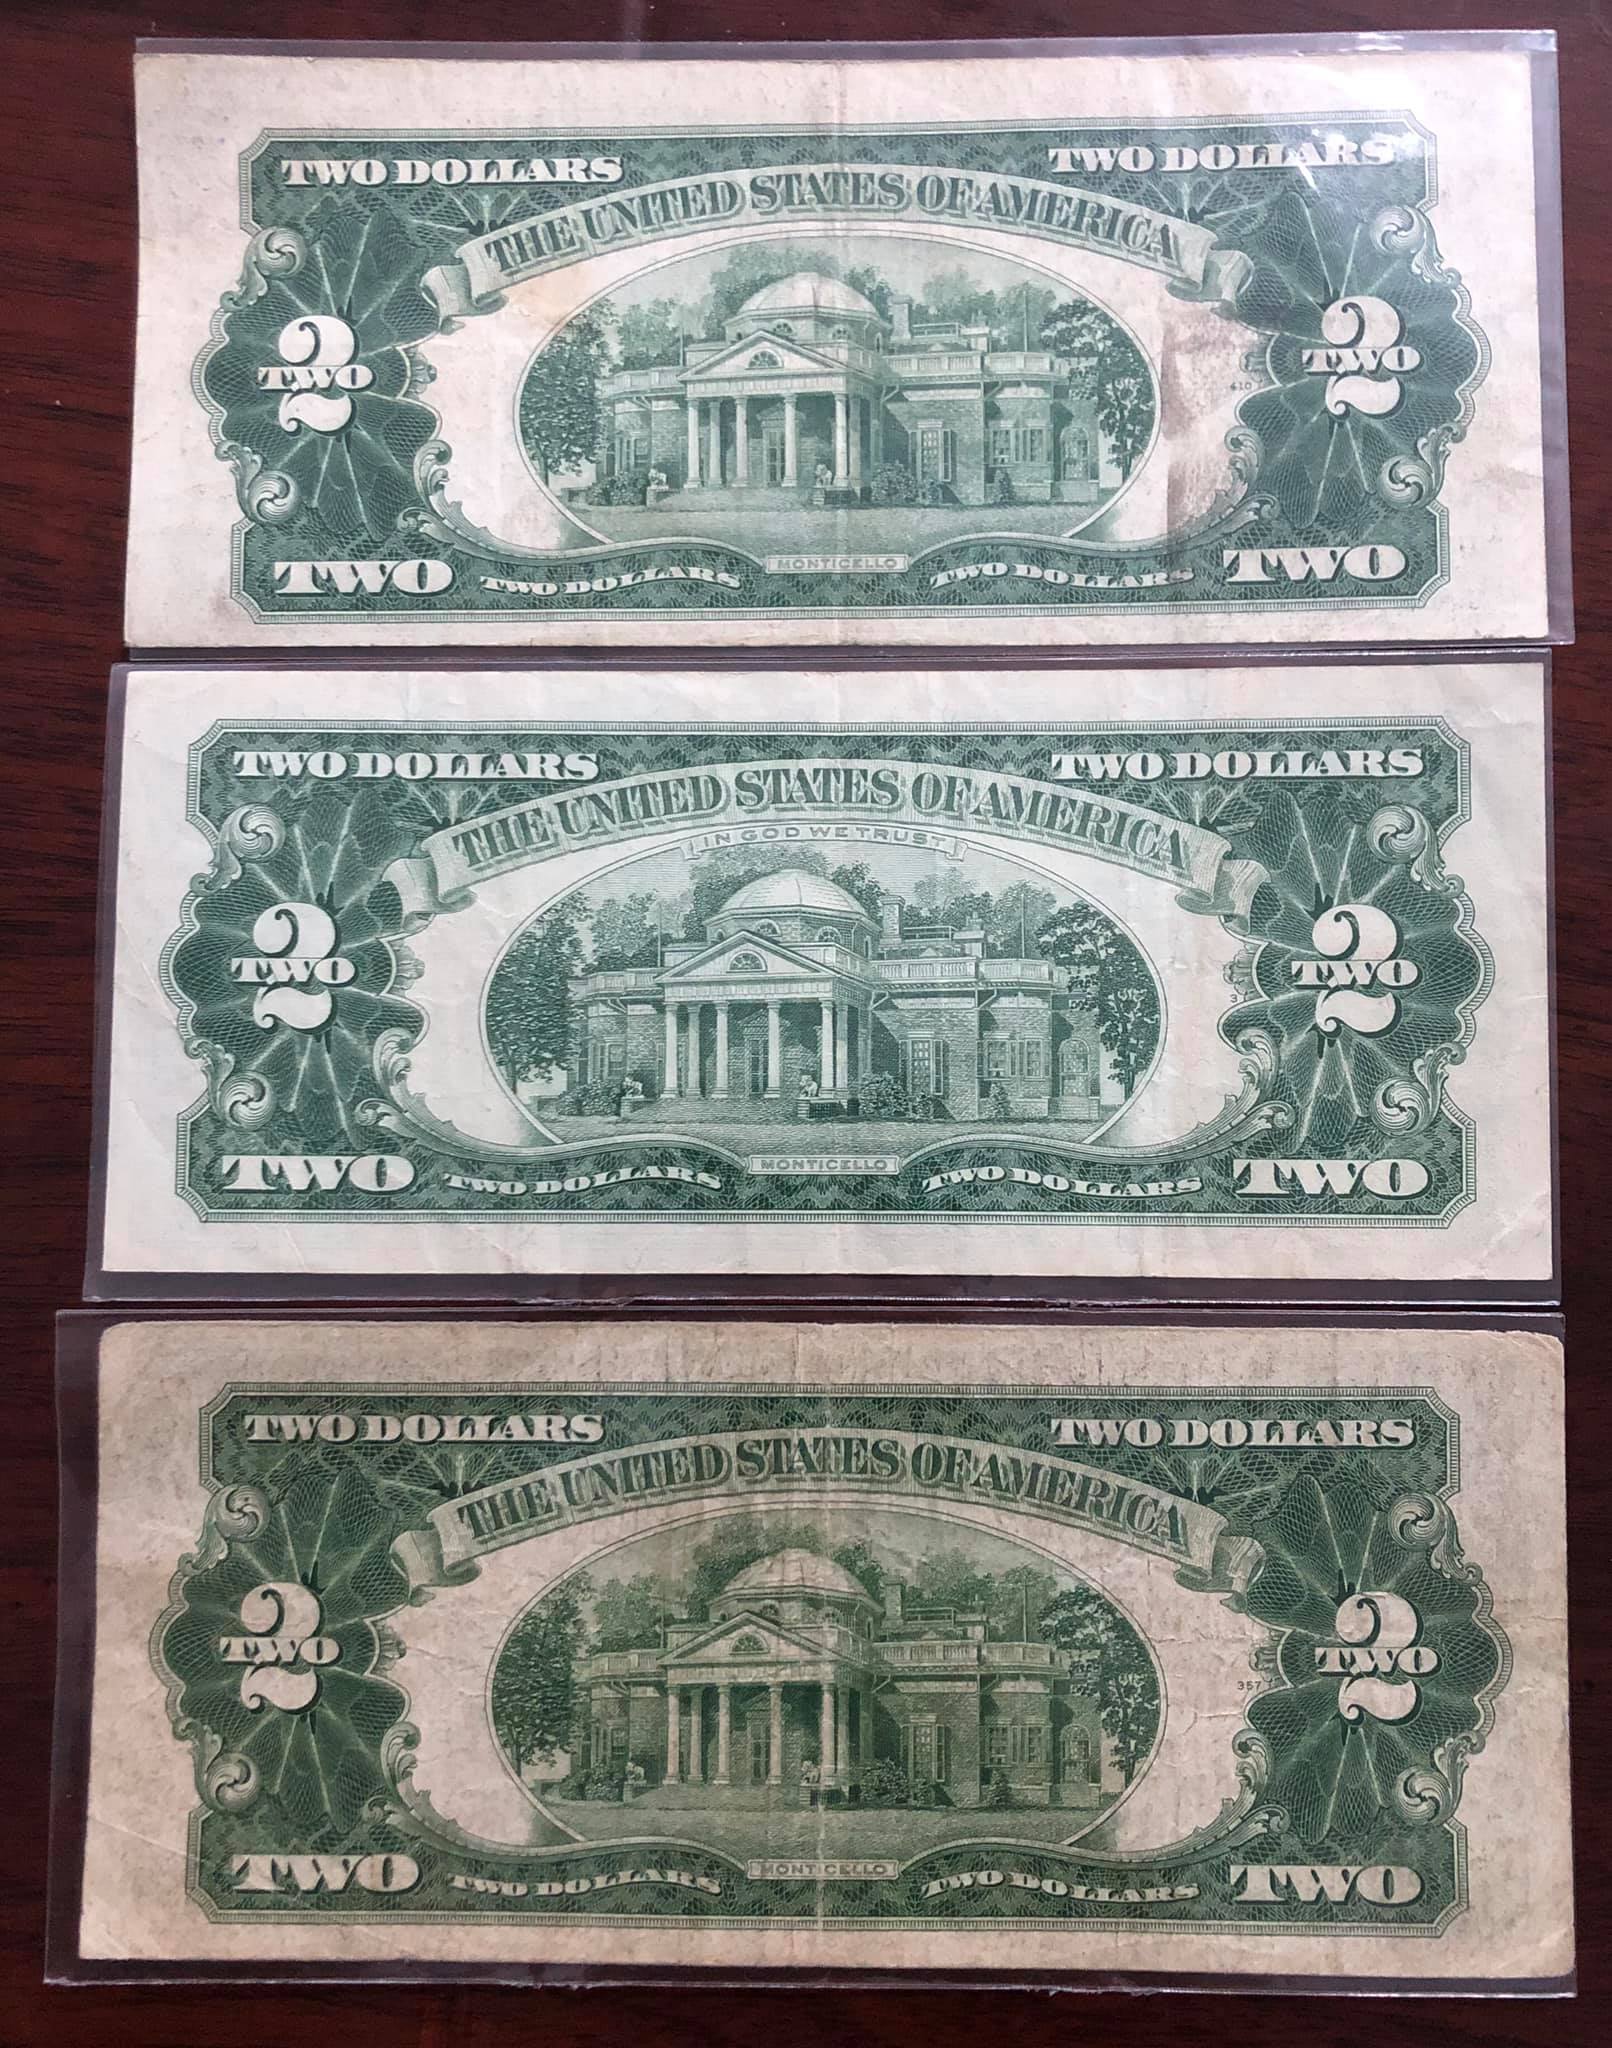 TWO DOLLARS TWO DOLLARS
THE UNITED STATES OF AMERICA
2 2
TWO TWO
410
MONTICELLO
TWO TWO DOLLARS TWO DOLLARS TWO
TWO DOLLARS TWO DOLLARS
THE UNITED STATES OF AMERICA
IN GOD WE TRUST
2 2
TWO TWO
MONTICELLO
TWO TWO DOLLARS TWO DOLLARS TWO
TWO DOLLARS TWO DOLLARS
THE UNITED STATES OF AMERICA
2 2
TWO TWO
357
MONTICELLO
TWO TWO DOLLARS TWO DOLLARS TWO